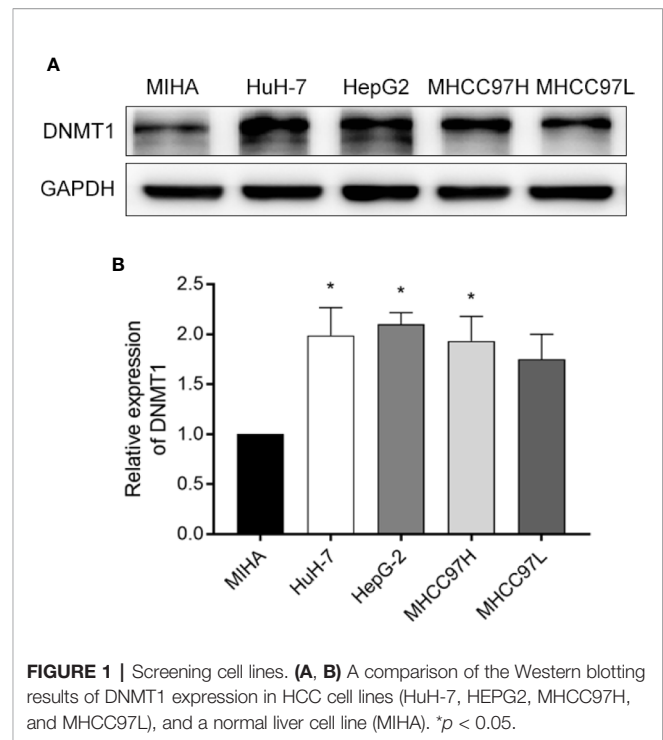 A
MIHA HuH-7 HepG2 MHCC97H MHCC97L
DNMT1
GAPDH
B
Relative expression
of DNMT1
2.5
2.0
1.5
1.0
0.5
0.0
* * *
MIHA HuH-7 HepG-2 MHCC97H MHCC97L
FIGURE 1 | Screening cell lines. (A, B) A comparison of the Western blotting
results of DNMT1 expression in HCC cell lines (HuH-7, HEPG2, MHCC97H,
and MHCC97L), and a normal liver cell line (MIHA). *p < 0.05.